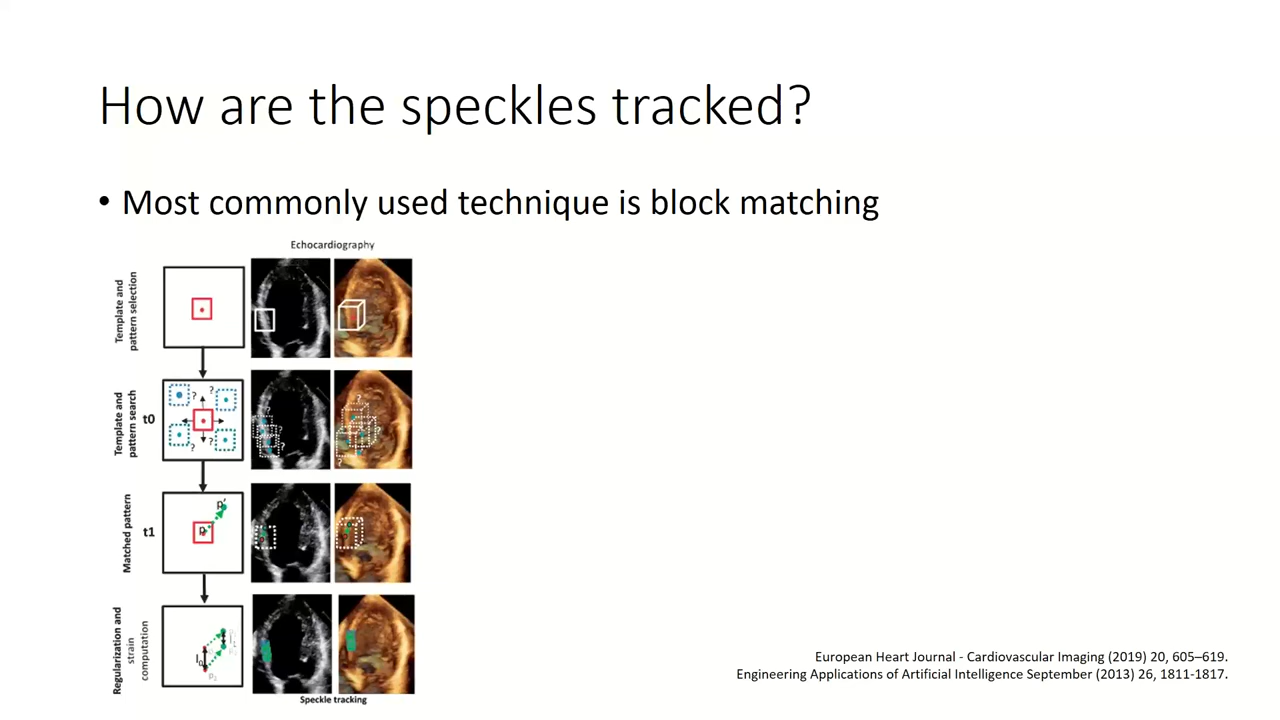 How are the speckles tracked?
• Most commonly used technique is block matching
Echocardiography
Template and
pattern selection
Template and
pattern search
t0
? ? ? ?
Matched pattern
t1
p p'
Regularization and
strain
computation
l₀
Speckle tracking
European Heart Journal - Cardiovascular Imaging (2019) 20, 605–619.
Engineering Applications of Artificial Intelligence September (2013) 26, 1811-1817.